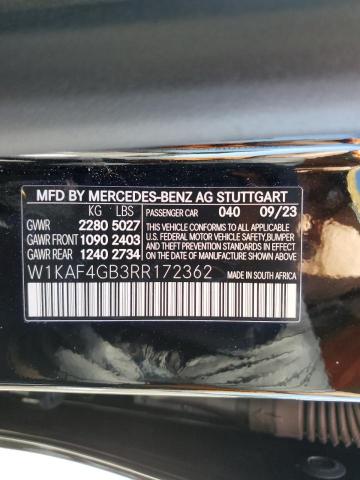 MFD BY MERCEDES-BENZ AG STUTTGART
KG LBS PASSENGER CAR 040 09/23
GVWR 2280 5027
GAWR FRONT 1090 2403
GAWR REAR 1240 2734
THIS VEHICLE CONFORMS TO ALL
APPLICABLE U.S. FEDERAL MOTOR
VEHICLE SAFETY, BUMPER, AND
THEFT PREVENTION STANDARDS
IN EFFECT ON THE DATE OF
MANUFACTURE SHOWN ABOVE.
W1KAF4GB3RR172362 MADE IN SOUTH AFRICA